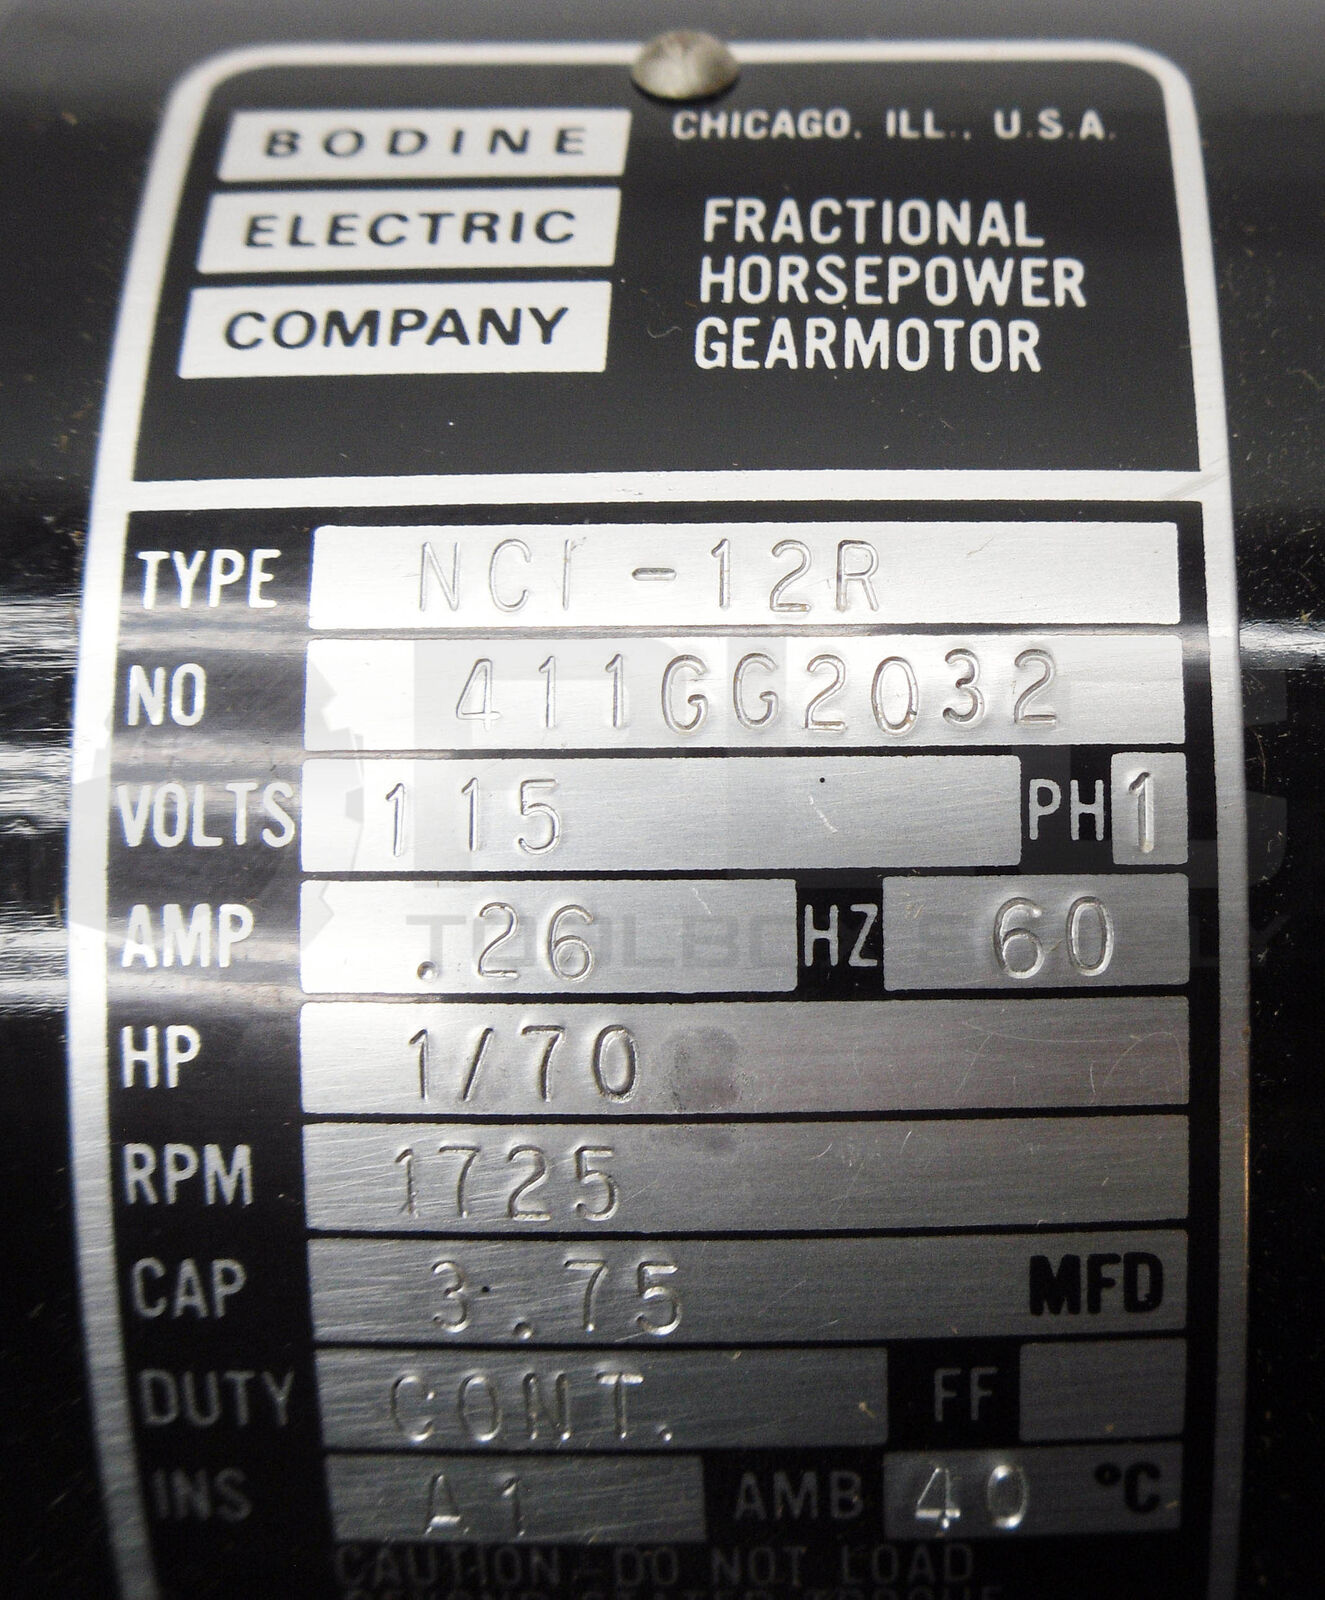 BODINE
ELECTRIC
COMPANY
CHICAGO, ILL., U.S.A.
FRACTIONAL
HORSEPOWER
GEARMOTOR
TYPE NCI-12R
NO 411GG2032
VOLTS 115 PH 1
AMP .26 HZ 60
HP 1/70
RPM 1725
CAP 3.75 MFD
DUTY CONT. FF
INS A1 AMB 40 °C
CAUTION-DO NOT LOAD
TOOLBOX SUPPLY